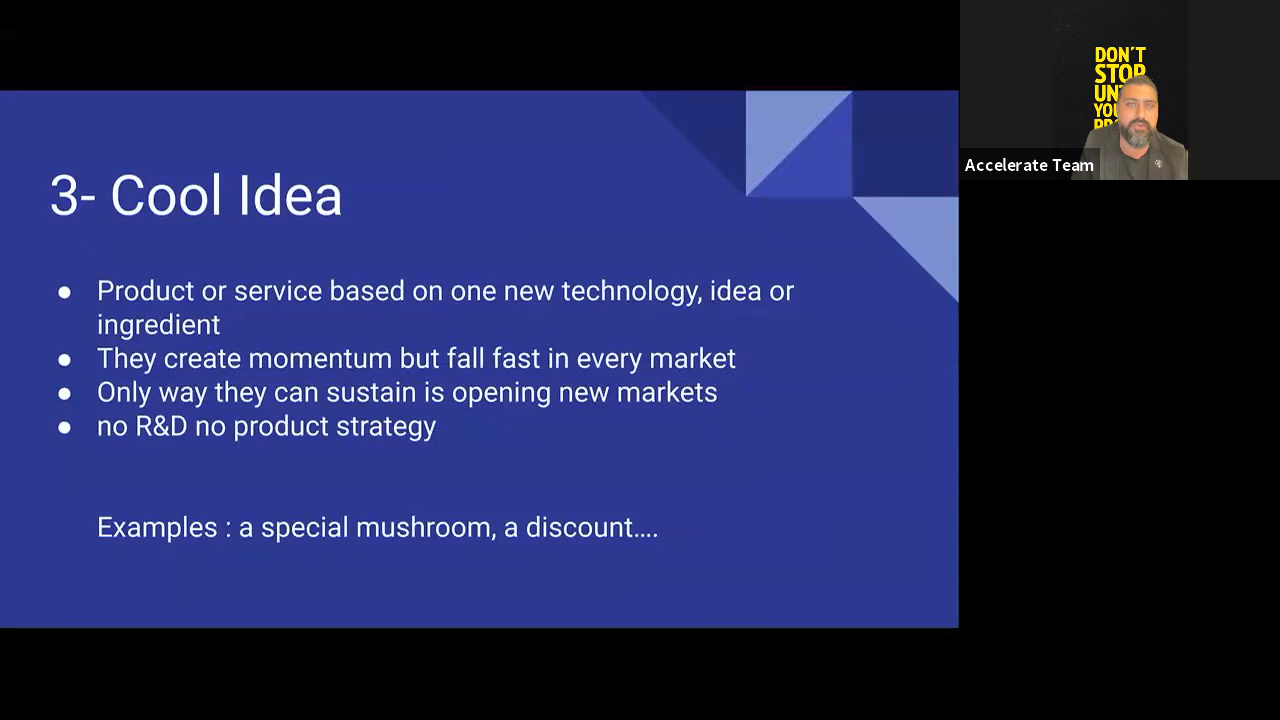 3- Cool Idea
● Product or service based on one new technology, idea or
ingredient
● They create momentum but fall fast in every market
● Only way they can sustain is opening new markets
● no R&D no product strategy
Examples : a special mushroom, a discount....
DON'T
STOP
Accelerate Team